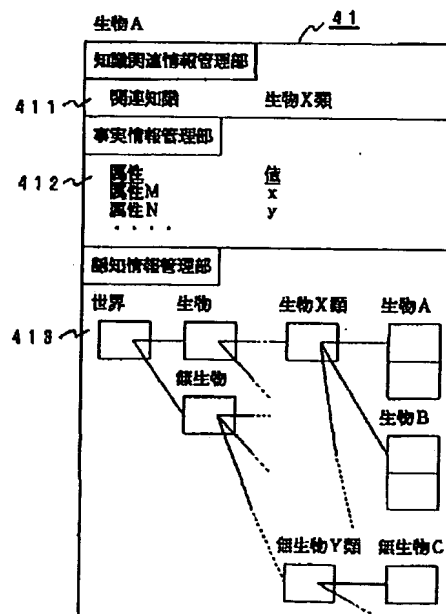 生物A
41
知識関連情報管理部
411
関連知識 生物X類
事実情報管理部
412
属性 値
属性M x
属性N y
・・・・
認知情報管理部
413
世界 生物 生物X類 生物A
無生物
生物B
無生物Y類 無生物C